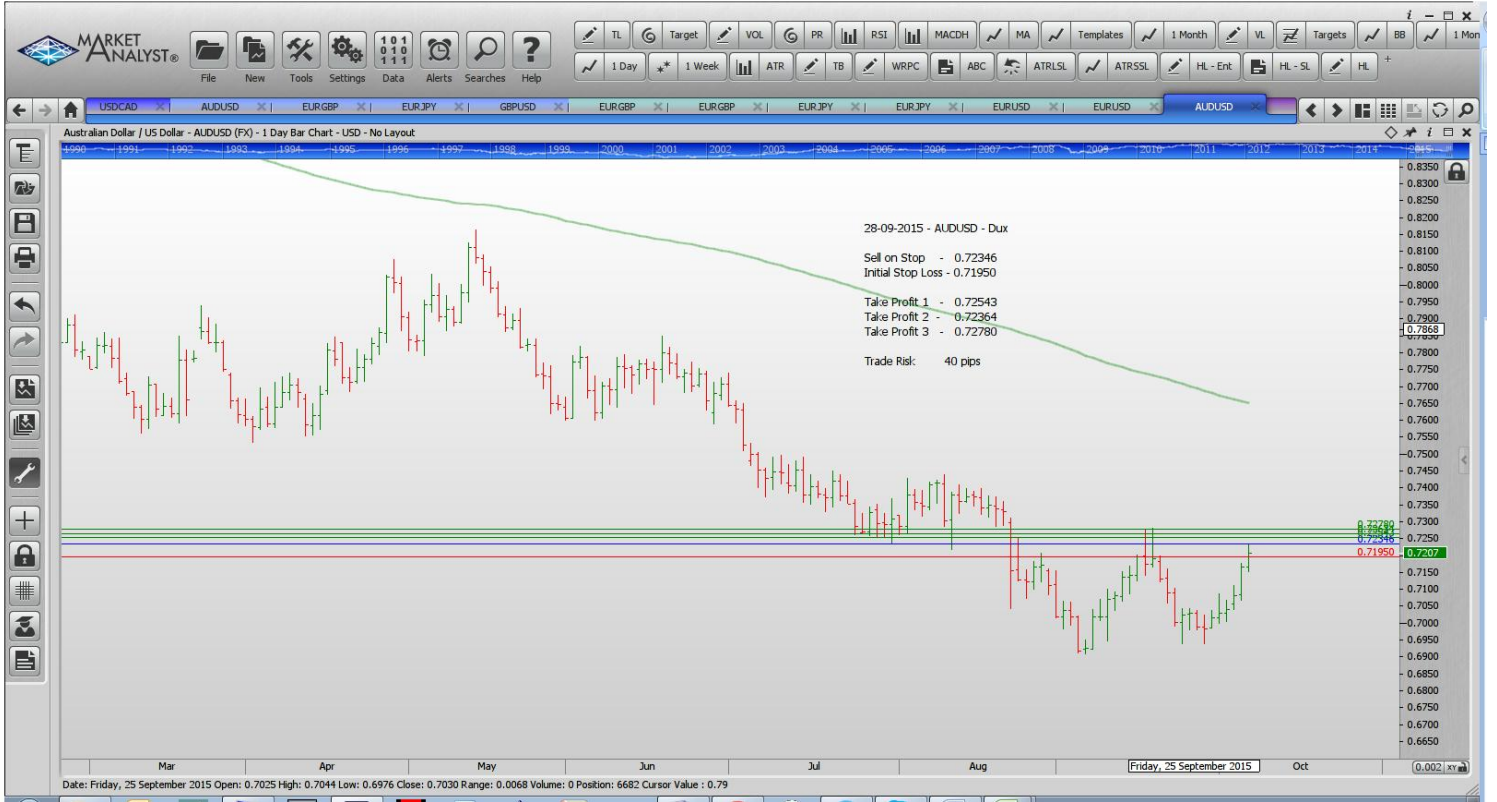 i
MARKET
ANALYST®
File New Tools Settings Data Alerts Searches Help
TL Target VOL PR RSI MACDH MA Templates 1 Month VL Targets BB 1 Mon
1 Day 1 Week ATR TB WRPC ABC ATRLSL ATRSSL HL - Ent HL - SL HL +
USDCAD AUDUSD EURGBP EURJPY GBPUSD EURGBP EURGBP EURJPY EURJPY EURUSD EURUSD AUDUSD
Australian Dollar / US Dollar - AUDUSD (FX) - 1 Day Bar Chart - USD - No Layout
1990 1991 1992 1993 1994 1995 1996 1997 1998 1999 2000 2001 2002 2003 2004 2005 2006 2007 2008 2009 2010 2011 2012 2013 2014 2015
28-09-2015 - AUDUSD - Dux
Sell on Stop - 0.72346
Initial Stop Loss - 0.71950
Take Profit 1 - 0.72543
Take Profit 2 - 0.72364
Take Profit 3 - 0.72780
Trade Risk 40 pips
0.8350
0.8300
0.8250
0.8200
0.8150
0.8100
0.8050
0.8000
0.7950
0.7900
0.7868
0.7800
0.7750
0.7700
0.7650
0.7600
0.7550
0.7500
0.7450
0.7400
0.7350
0.7300
0.72780
0.7250
0.72346
0.71950 0.7207
0.7150
0.7100
0.7050
0.7000
0.6950
0.6900
0.6850
0.6800
0.6750
0.6700
0.6650
Mar Apr May Jun Jul Aug Friday, 25 September 2015 Oct 0.002 XY
Date: Friday, 25 September 2015 Open: 0.7025 High: 0.7044 Low: 0.6976 Close: 0.7030 Range: 0.0068 Volume: 0 Position: 6682 Cursor Value : 0.79